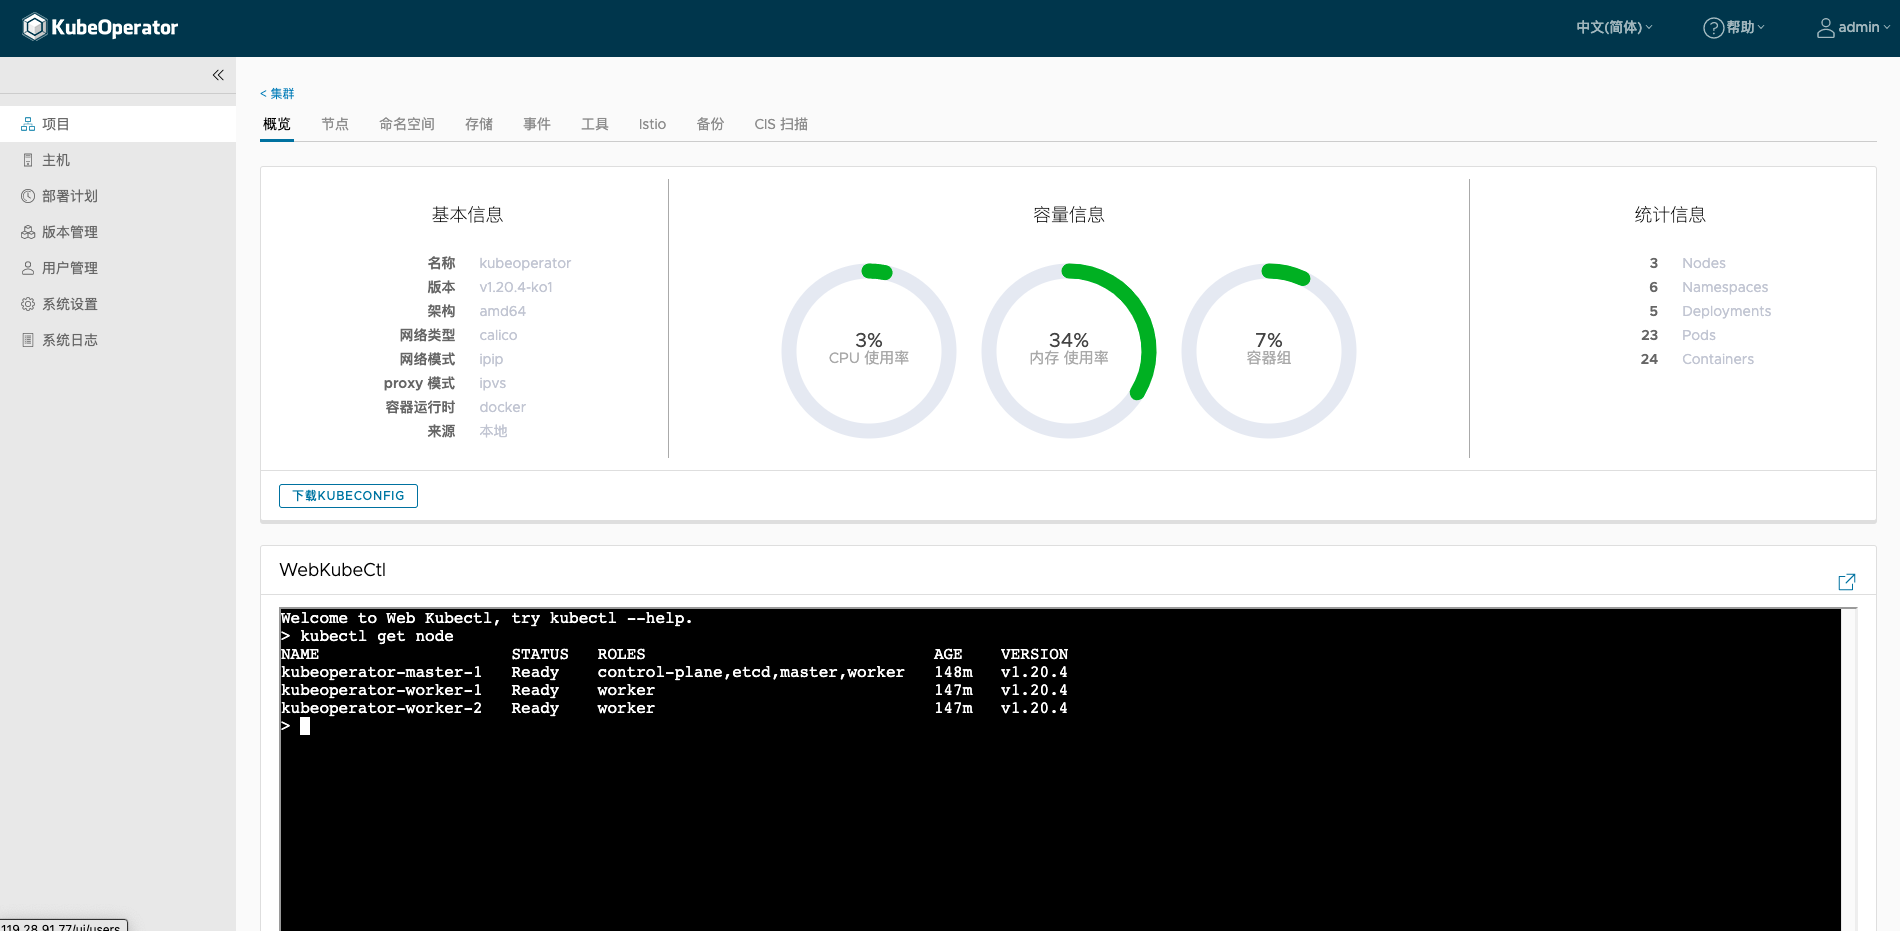 KubeOperator
中文(简体)
帮助
admin
项目
主机
部署计划
版本管理
用户管理
系统设置
系统日志
< 集群
概览 节点 命名空间 存储 事件 工具 Istio 备份 CIS 扫描
基本信息
名称 kubeoperator
版本 v1.20.4-ko1
架构 amd64
网络类型 calico
网络模式 ipip
proxy 模式 ipvs
容器运行时 docker
来源 本地
容量信息
3%
CPU 使用率
34%
内存 使用率
7%
容器组
统计信息
3 Nodes
6 Namespaces
5 Deployments
23 Pods
24 Containers
下载KUBECONFIG
WebKubeCtl
Welcome to Web Kubectl, try kubectl --help.
> kubectl get node
NAME STATUS ROLES AGE VERSION
kubeoperator-master-1 Ready control-plane,etcd,master,worker 148m v1.20.4
kubeoperator-worker-1 Ready worker 147m v1.20.4
kubeoperator-worker-2 Ready worker 147m v1.20.4
>
119.28.91.77/ui/users